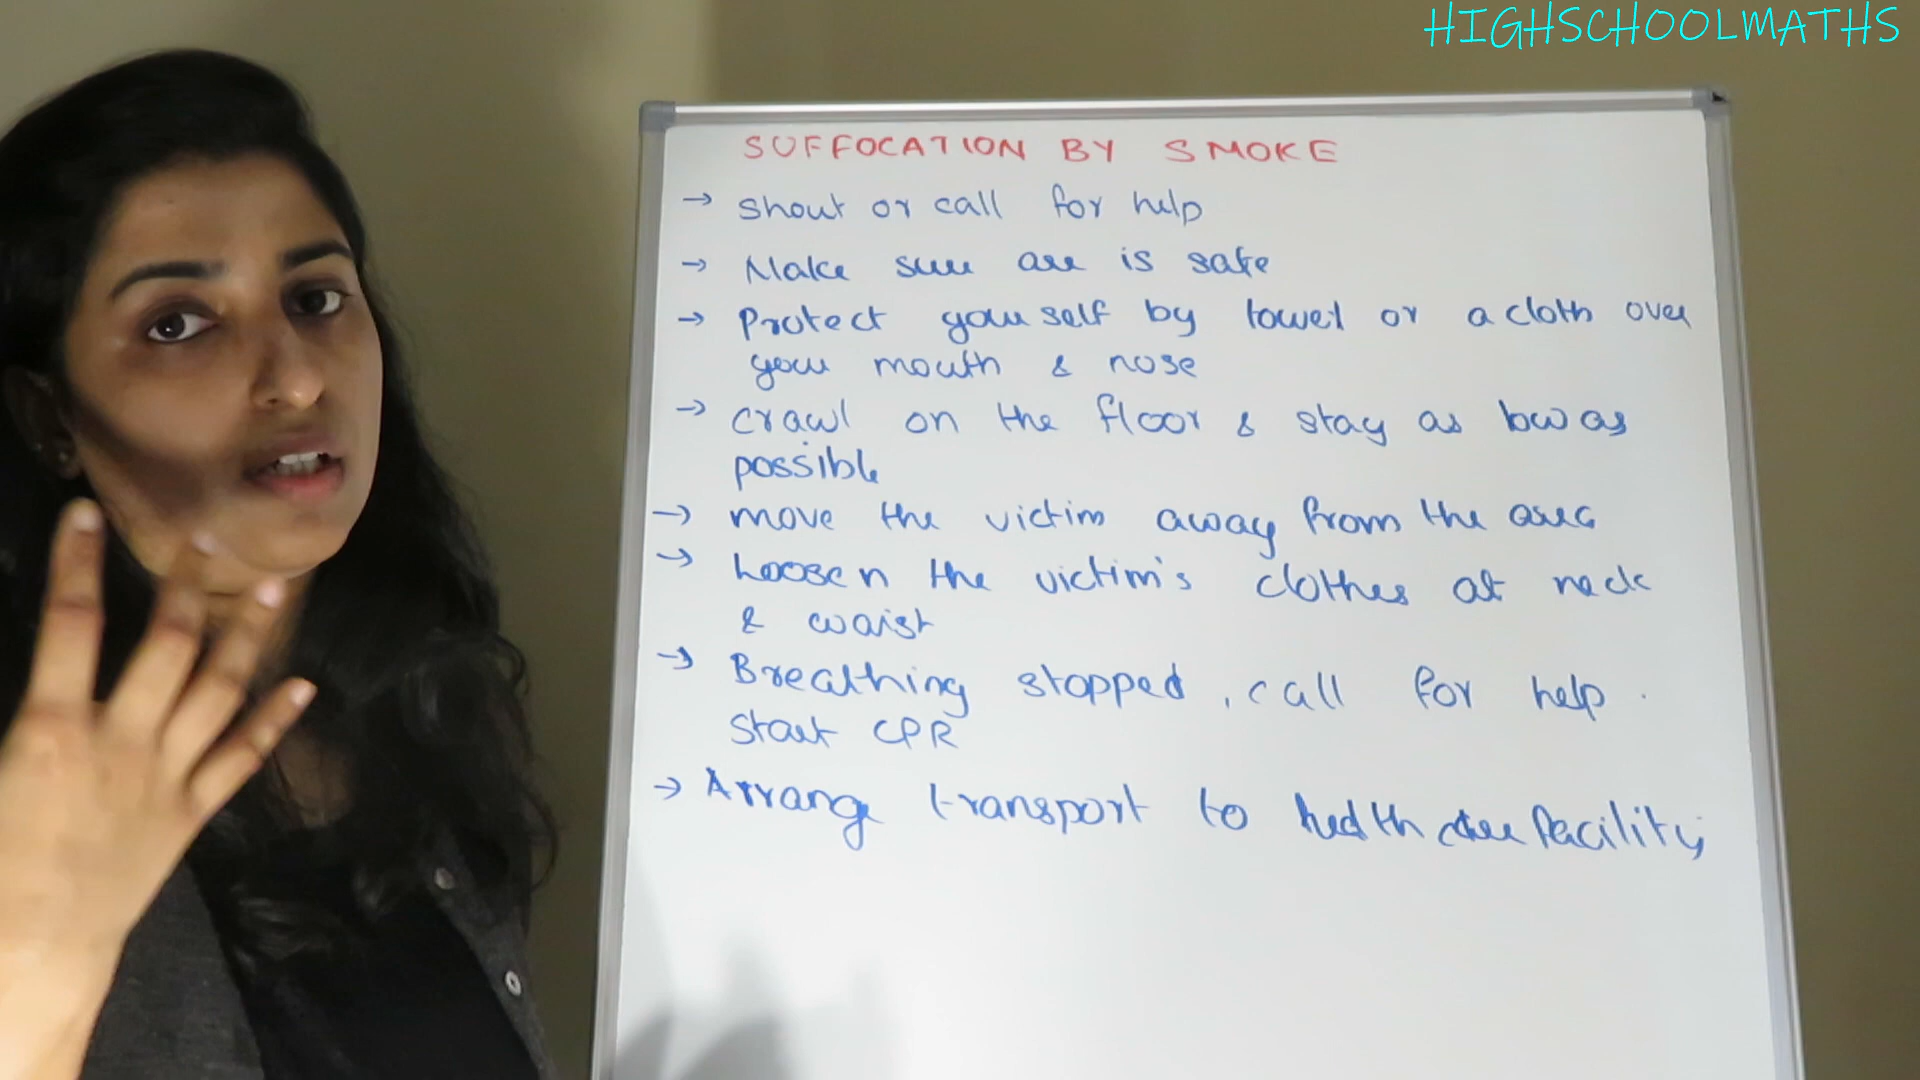 HIGHSCHOOLMATHS
SUFFOCATION BY SMOKE
→ Shout or call for help
→ Make sure are is safe
→ Protect yourself by towel or a cloth over
your mouth & nose
→ crawl on the floor & stay as low as
possible
→ move the victim away from the area
→ Loosen the victim's clothes at neck
& waist
→ Breathing stopped, call for help.
Start CPR
→ Arrange transport to health care facility